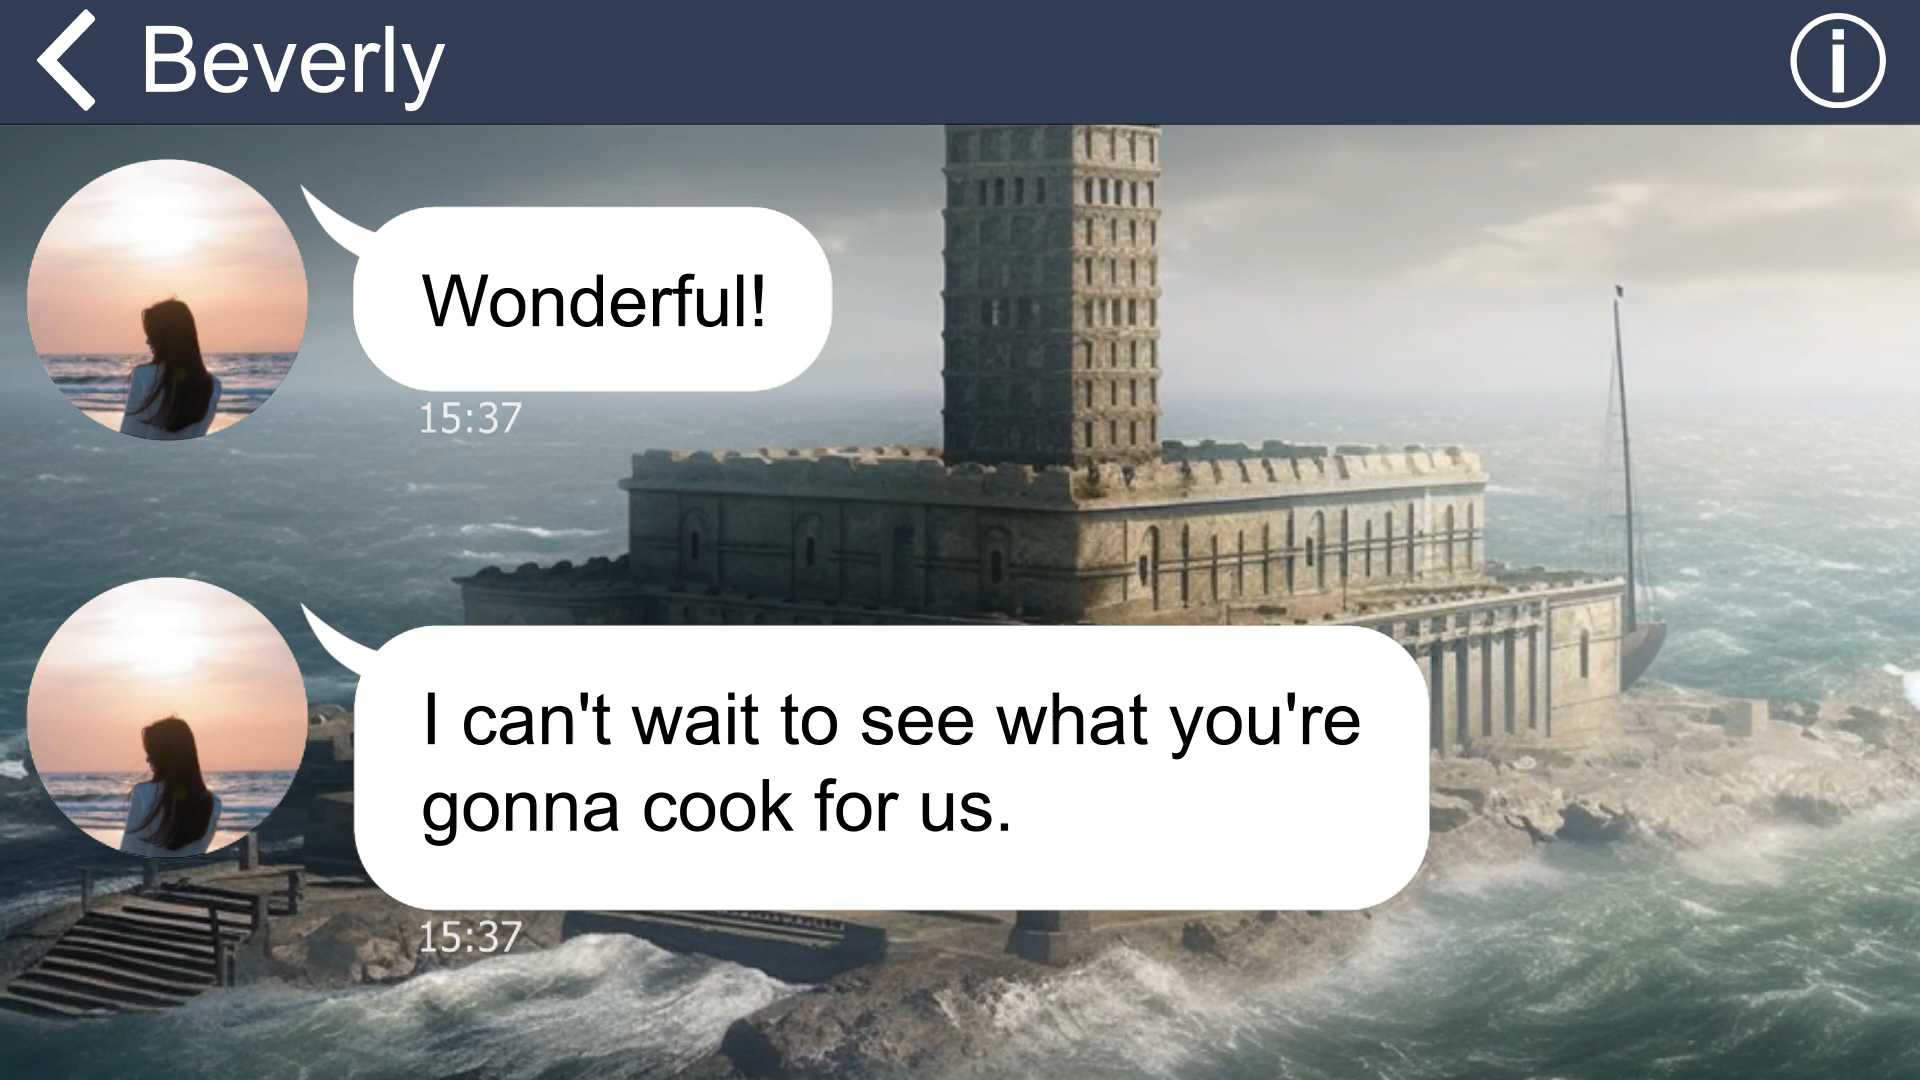 Beverly
Wonderful!
15:37
I can't wait to see what you're
gonna cook for us.
15:37